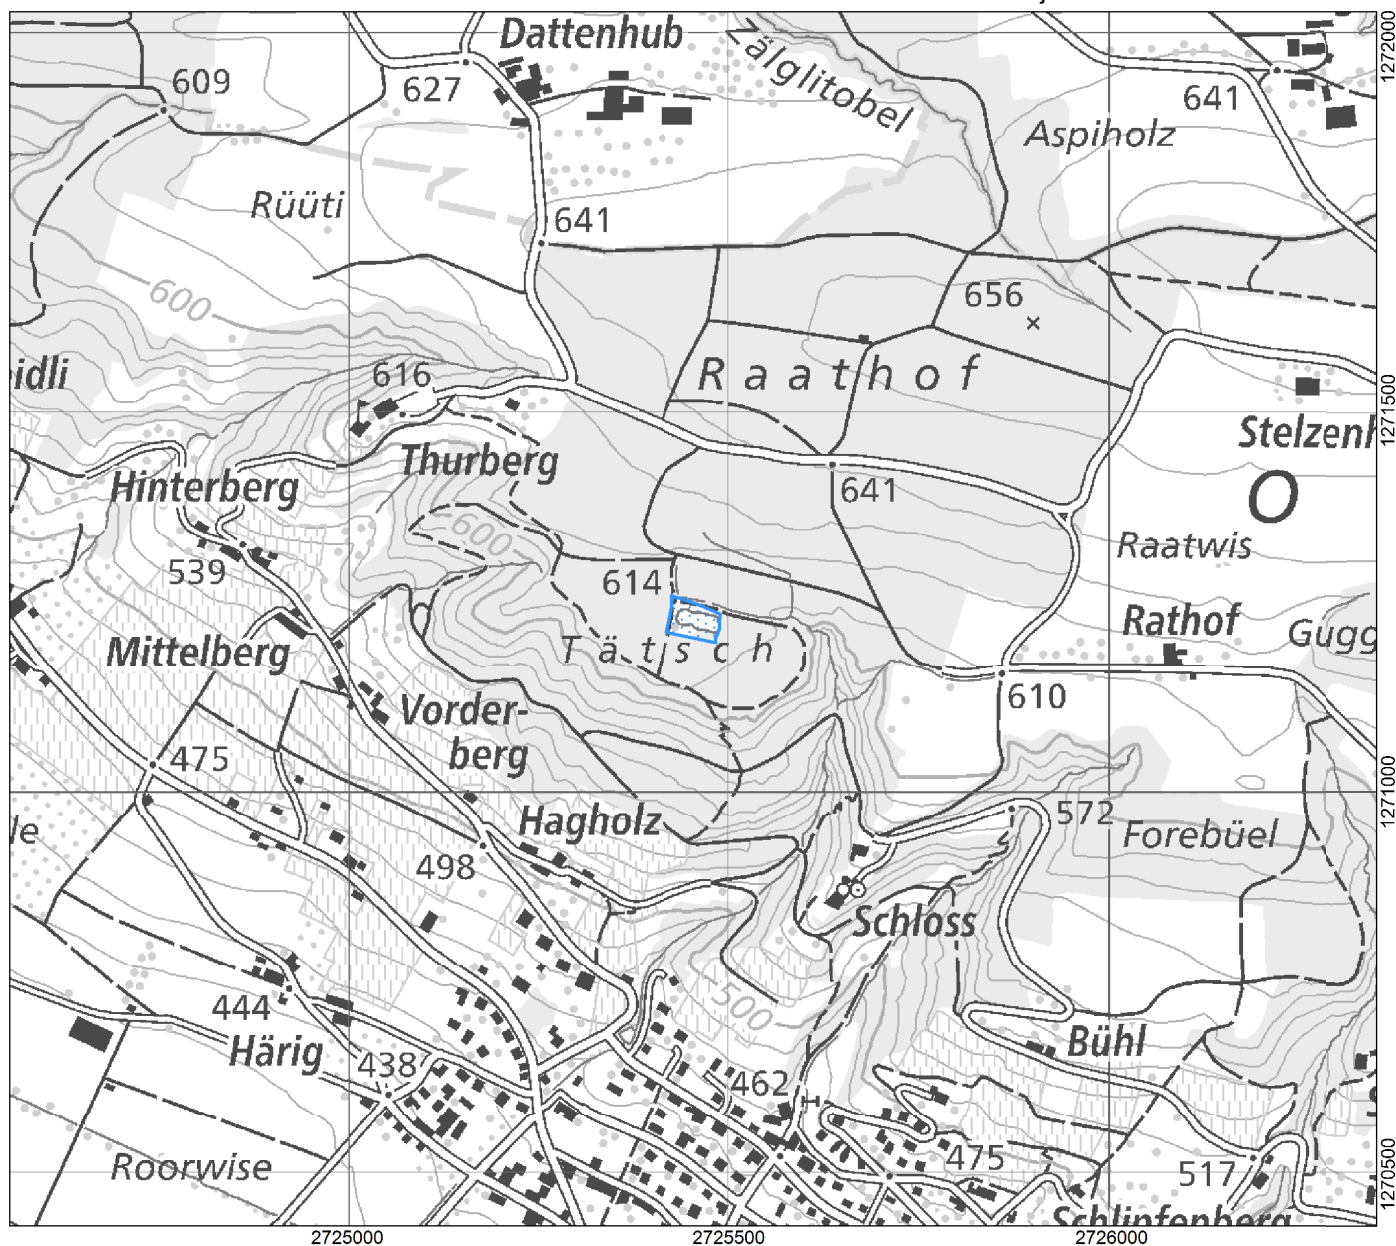 Dattenhub
Zälglitobel
1272000
609
627
641
Aspiholz
Rüüti
641
600
656
idli
616
Raathof
1271500
Thurberg
Stelzenh
Hinterberg
641
O
600
Raatwis
539
614
Rathof
Gugg
Mittelberg
Tätsch
610
Vorder-
berg
475
1271000
572
Hagholz
Forebüel
le
498
Schloss
500
444
Bühl
Härig
438
462
Roorwise
475
517
1270500
Schlipfenberg
2725000
2725500
2726000